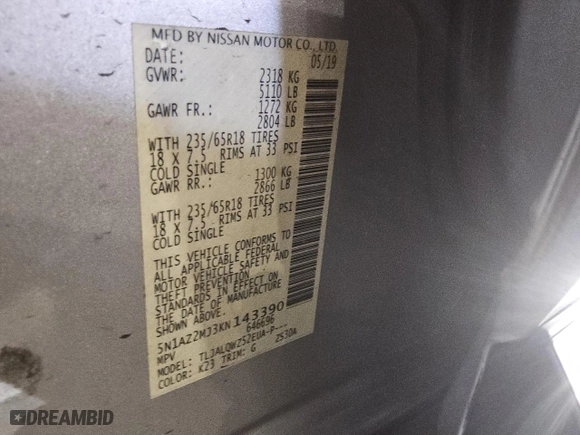 MFD BY NISSAN MOTOR CO., LTD.
DATE: 05/19
GVWR: 2318 KG
5110 LB
GAWR FR.: 1272 KG
2804 LB
WITH 235/65R18 TIRES
18 X 7.5 RIMS AT 33 PSI
COLD SINGLE
GAWR RR.: 1300 KG
2866 LB
WITH 235/65R18 TIRES
18 X 7.5 RIMS AT 33 PSI
COLD SINGLE
THIS VEHICLE CONFORMS TO
ALL APPLICABLE FEDERAL
MOTOR VEHICLE SAFETY AND
THEFT PREVENTION
STANDARDS IN EFFECT ON
THE DATE OF MANUFACTURE
SHOWN ABOVE.
5N1AZ2MJ3KN143390
MPV 646696
MODEL: TLJALQWZ52EUA-P---
COLOR: K23 TRIM: G ZS30A
DREAMBID